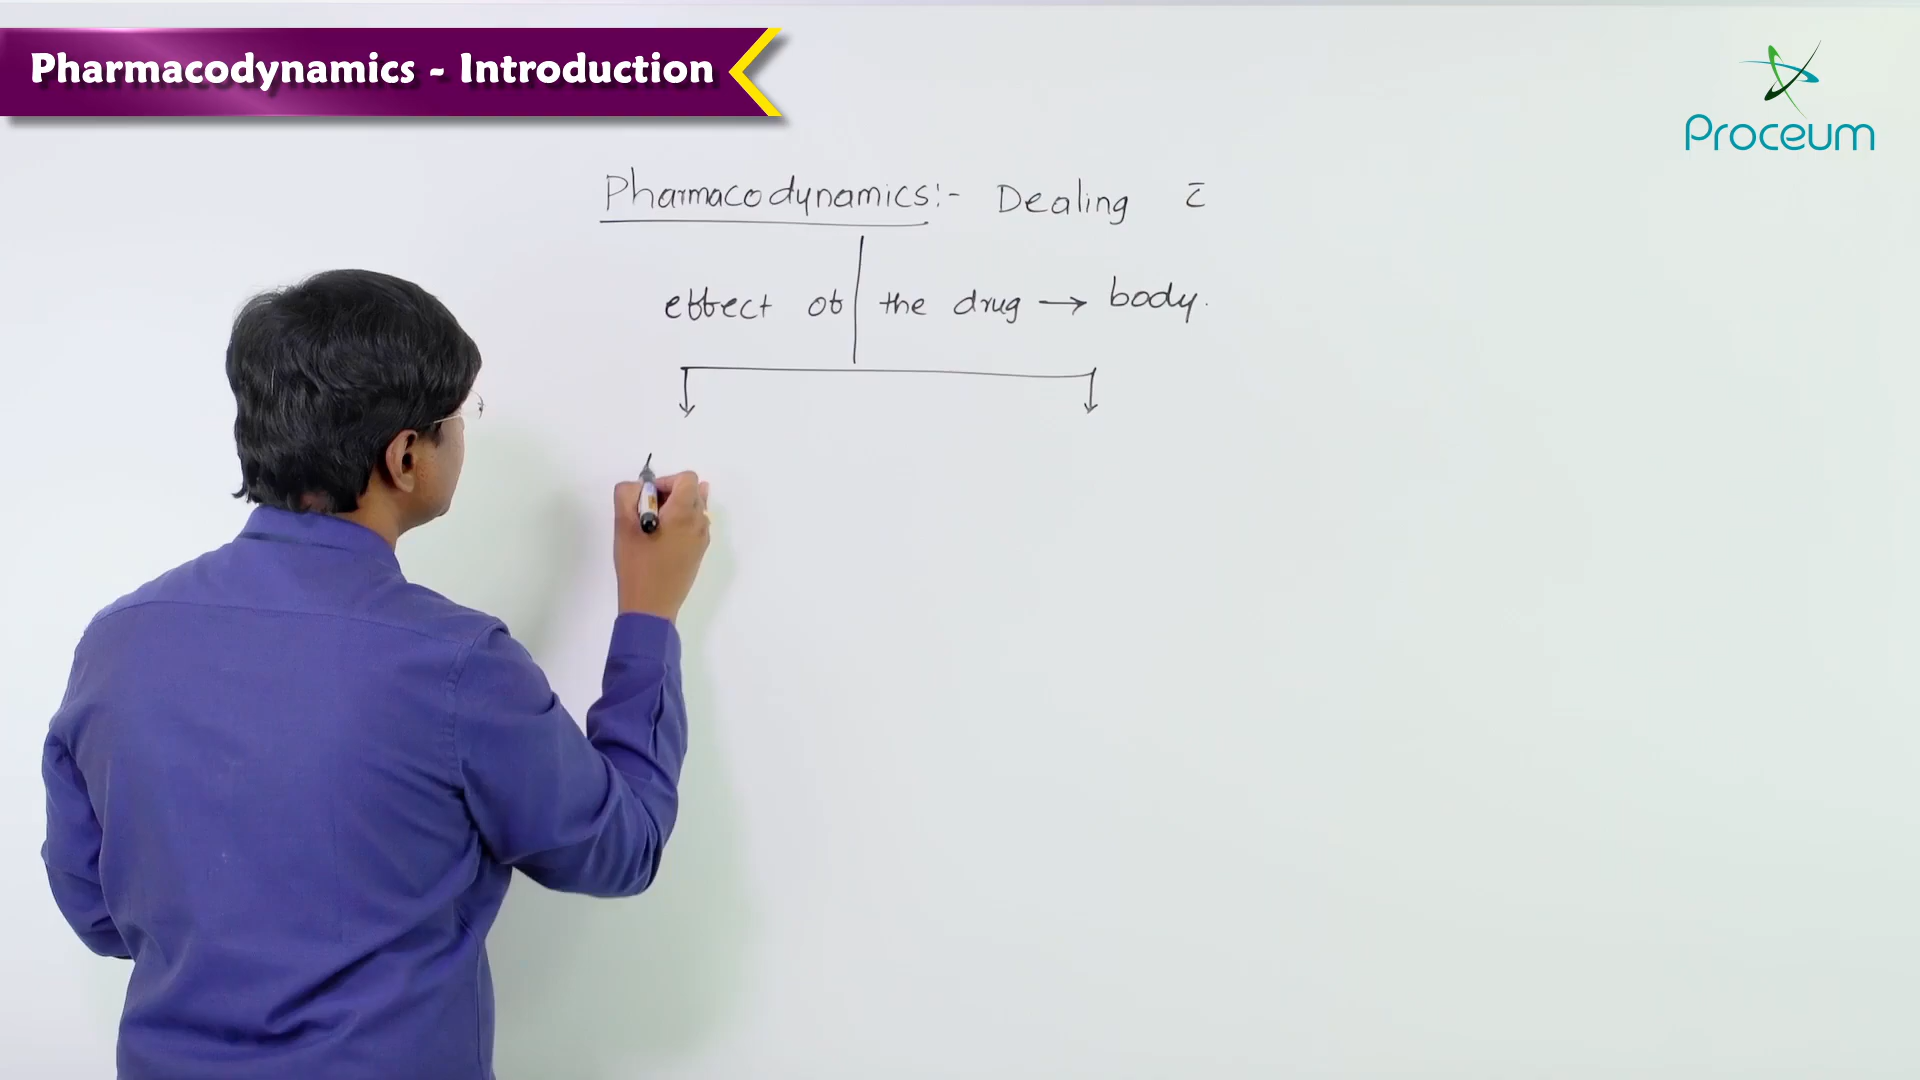 Pharmacodynamics - Introduction
Proceum
Pharmacodynamics:- Dealing c̄
effect of the drug → body.